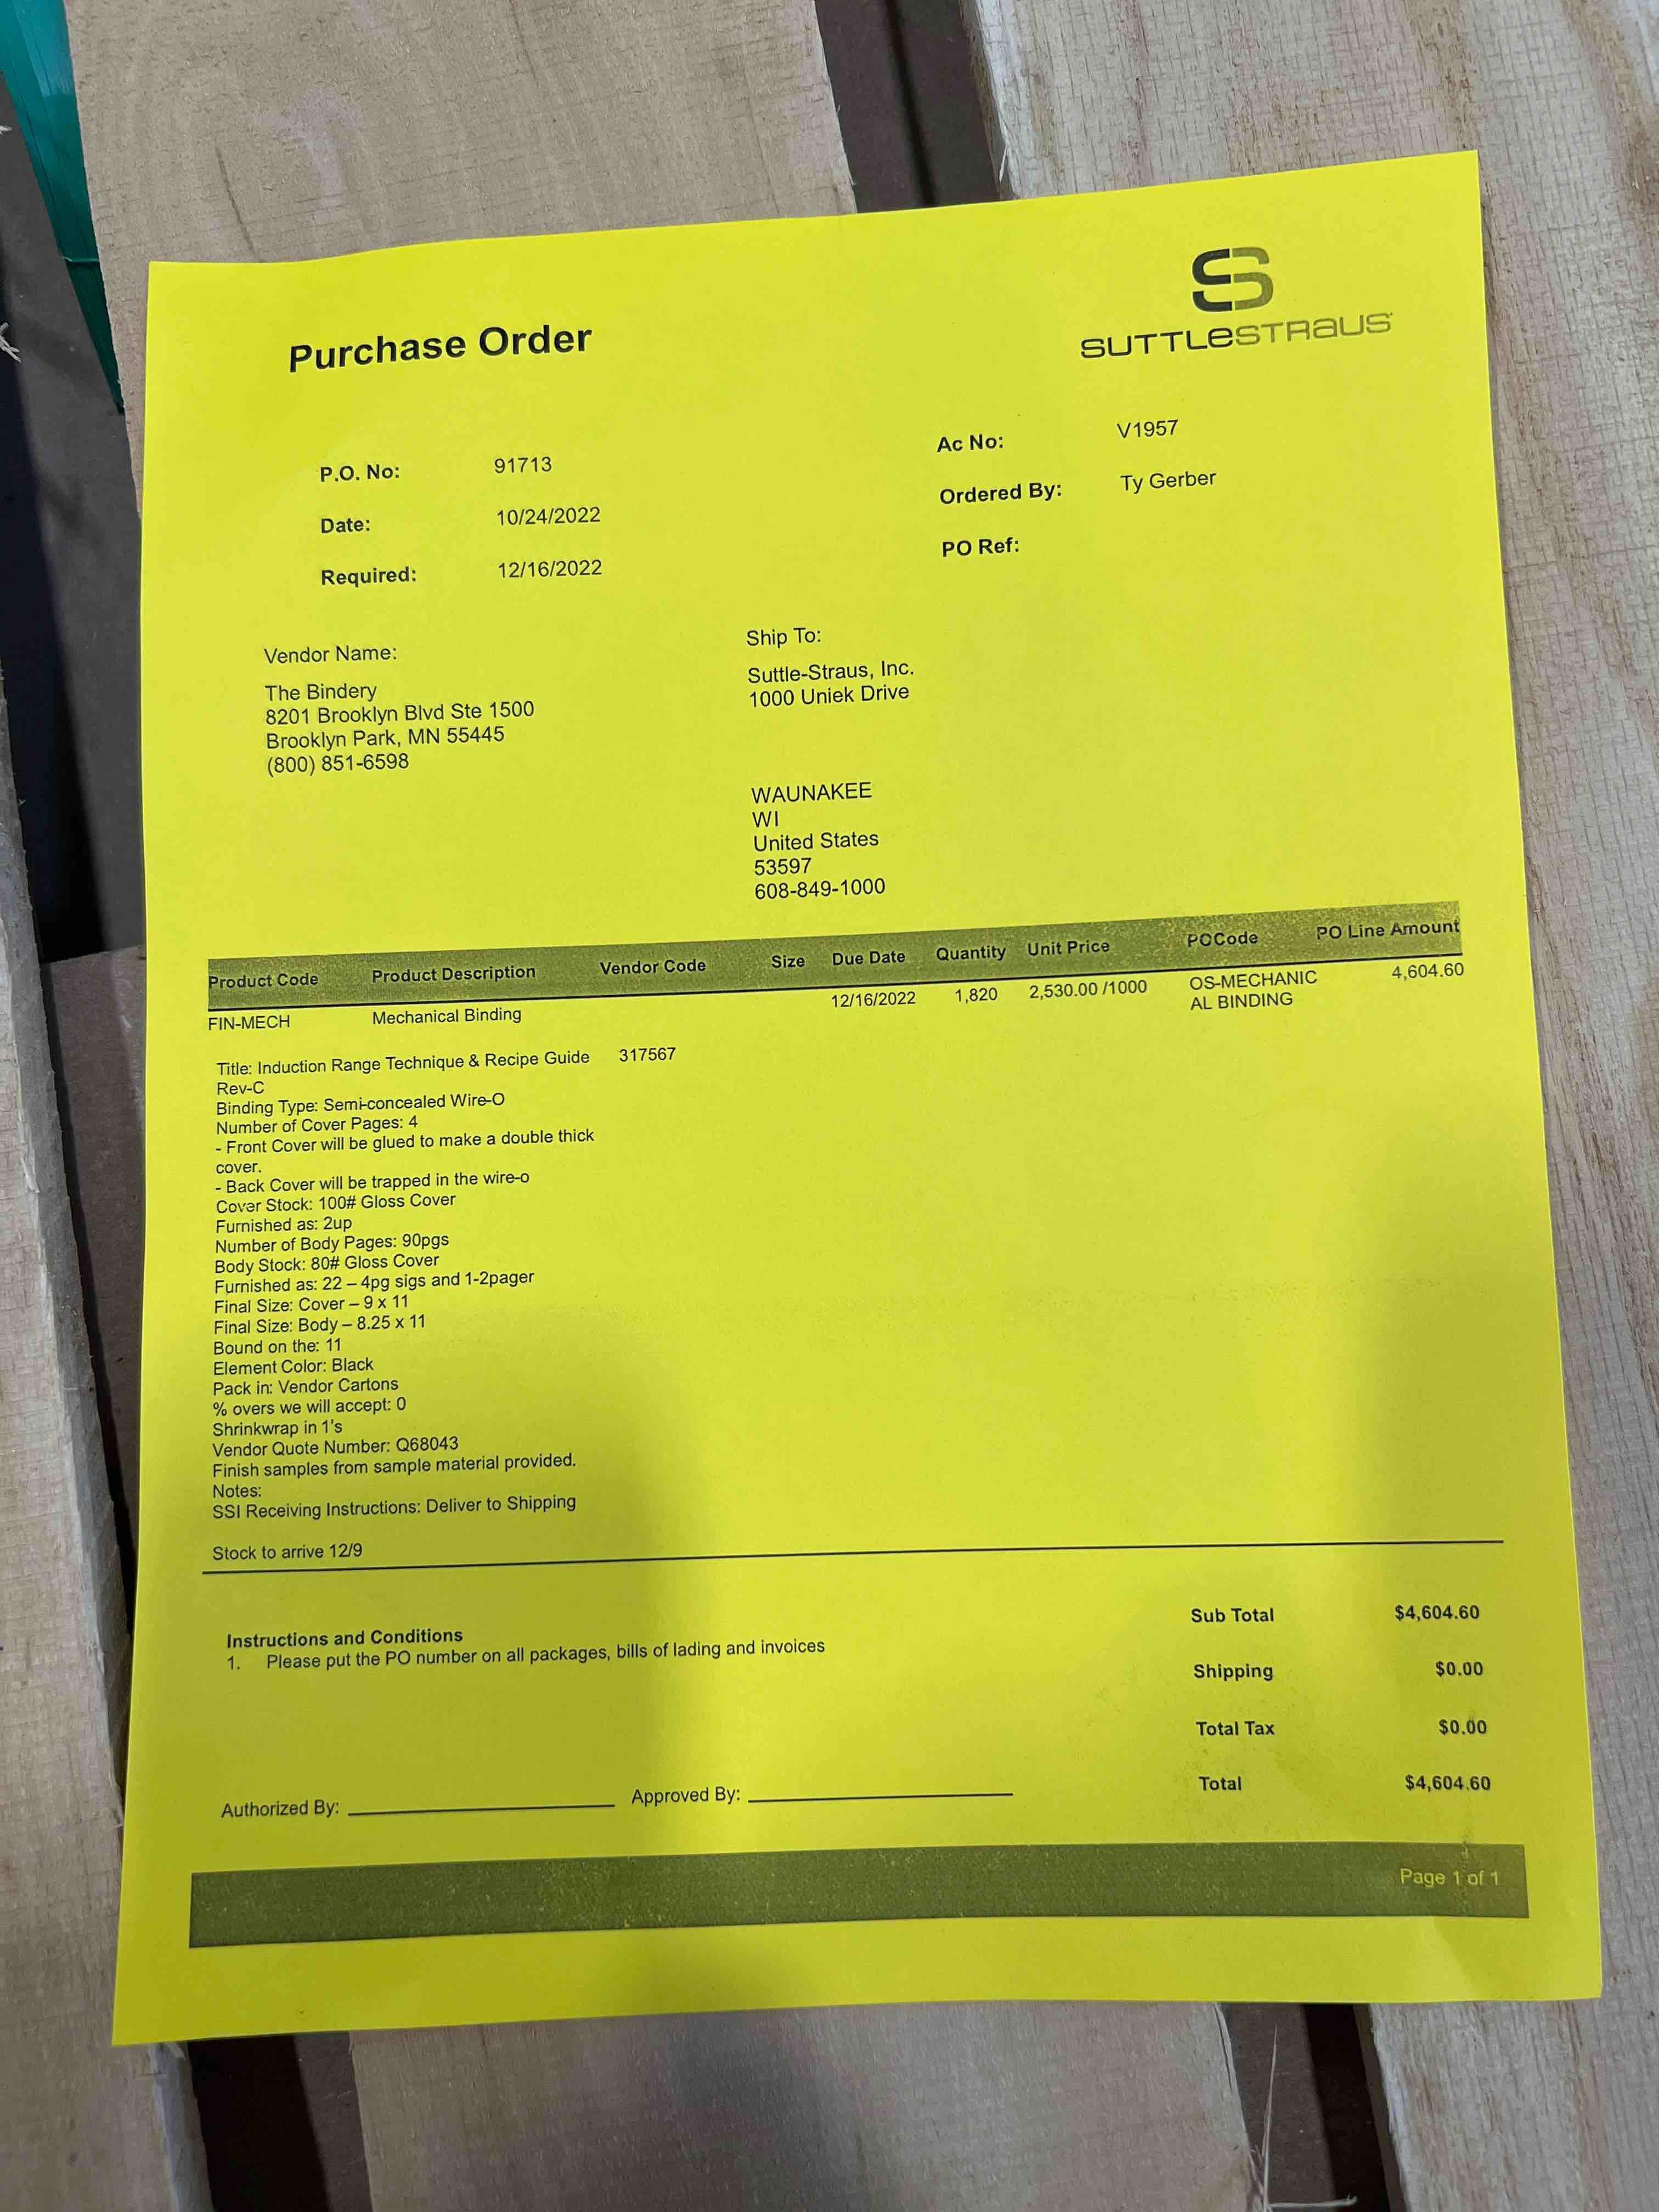 SUTTLESTRAUS
Purchase Order
P.O. No: 91713
Date: 10/24/2022
Required: 12/16/2022
Ac No: V1957
Ordered By: Ty Gerber
PO Ref:
Vendor Name:
The Bindery
8201 Brooklyn Blvd Ste 1500
Brooklyn Park, MN 55445
(800) 851-6598
Ship To:
Suttle-Straus, Inc.
1000 Uniek Drive
WAUNAKEE
WI
United States
53597
608-849-1000
Product Code Product Description Vendor Code Size Due Date Quantity Unit Price POCode PO Line Amount
FIN-MECH Mechanical Binding 12/16/2022 1,820 2,530.00 /1000 OS-MECHANIC 4,604.60
AL BINDING
Title: Induction Range Technique & Recipe Guide 317567
Rev-C
Binding Type: Semi-concealed Wire-O
Number of Cover Pages: 4
- Front Cover will be glued to make a double thick
cover.
- Back Cover will be trapped in the wire-o
Cover Stock: 100# Gloss Cover
Furnished as: 2up
Number of Body Pages: 90pgs
Body Stock: 80# Gloss Cover
Furnished as: 22 – 4pg sigs and 1-2pager
Final Size: Cover – 9 x 11
Final Size: Body – 8.25 x 11
Bound on the: 11
Element Color: Black
Pack in: Vendor Cartons
% overs we will accept: 0
Shrinkwrap in 1's
Vendor Quote Number: Q68043
Finish samples from sample material provided.
Notes:
SSI Receiving Instructions: Deliver to Shipping
Stock to arrive 12/9
Instructions and Conditions
1. Please put the PO number on all packages, bills of lading and invoices
Sub Total $4,604.60
Shipping $0.00
Total Tax $0.00
Total $4,604.60
Authorized By: Approved By:
Page 1 of 1